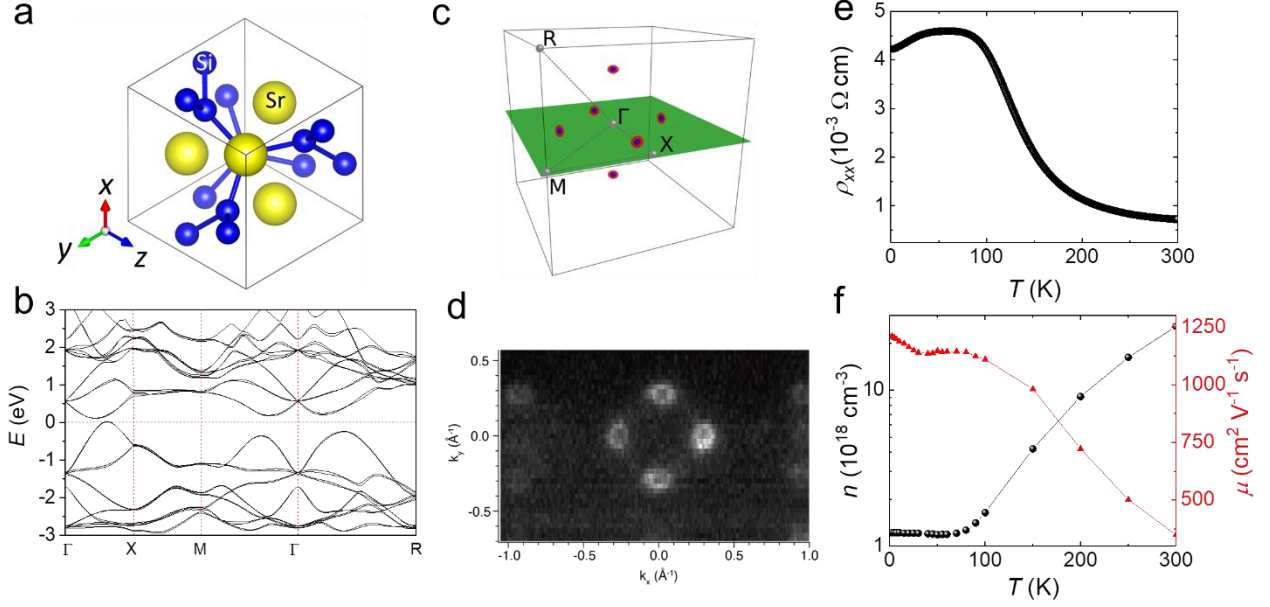 a
Si
Sr
x
y
z
b
E (eV)
3
2
1
0
-1
-2
-3
Γ
X
M
Γ
R
c
R
Γ
X
M
d
k_y (Å⁻¹)
0.5
0.0
-0.5
-1.0
-0.5
0.0
0.5
1.0
k_x (Å⁻¹)
e
ρ_xx (10⁻³ Ω cm)
5
4
3
2
1
0
100
200
300
T (K)
f
n (10¹⁸ cm⁻³)
10
1
1250
1000
750
500
μ (cm² V⁻¹ s⁻¹)
0
100
200
300
T (K)